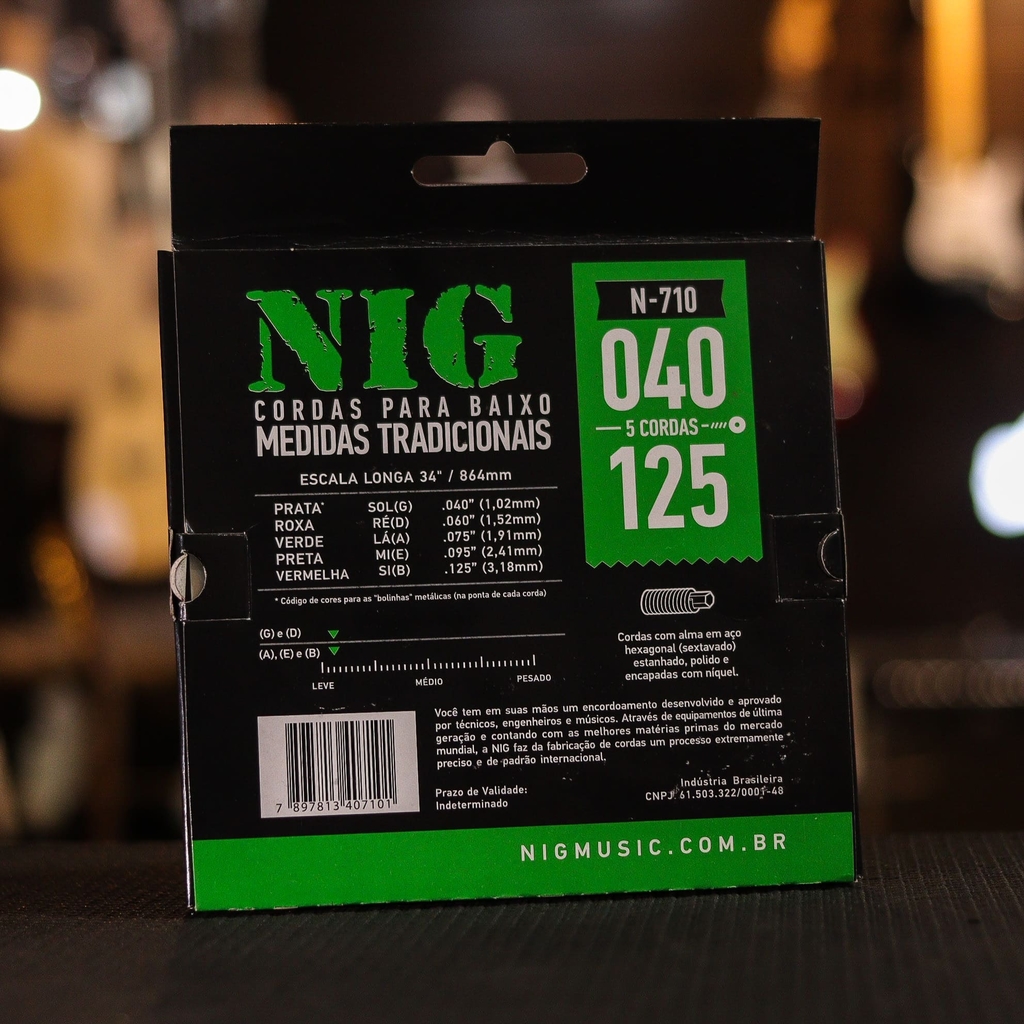 NIG
CORDAS PARA BAIXO
MEDIDAS TRADICIONAIS
ESCALA LONGA 34" / 864mm
PRATA* SOL(G) .040" (1,02mm)
ROXA RÉ(D) .060" (1,52mm)
VERDE LÁ(A) .075" (1,91mm)
PRETA MI(E) .095" (2,41mm)
VERMELHA SI(B) .125" (3,18mm)
* Código de cores para as "bolinhas" metálicas (na ponta de cada corda)
(G) e (D)
(A), (E) e (B)
LEVE MÉDIO PESADO
N-710
040
5 CORDAS
125
Cordas com alma em aço
hexagonal (sextavado)
estanhado, polido e
encapadas com níquel.
Você tem em suas mãos um encordoamento desenvolvido e aprovado
por técnicos, engenheiros e músicos. Através de equipamentos de última
geração e contando com as melhores matérias primas do mercado
mundial, a NIG faz da fabricação de cordas um processo extremamente
preciso e de padrão internacional.
Prazo de Validade:
Indeterminado
Indústria Brasileira
CNPJ 61.503.322/0001-48
7 897813 407101
NIGMUSIC.COM.BR